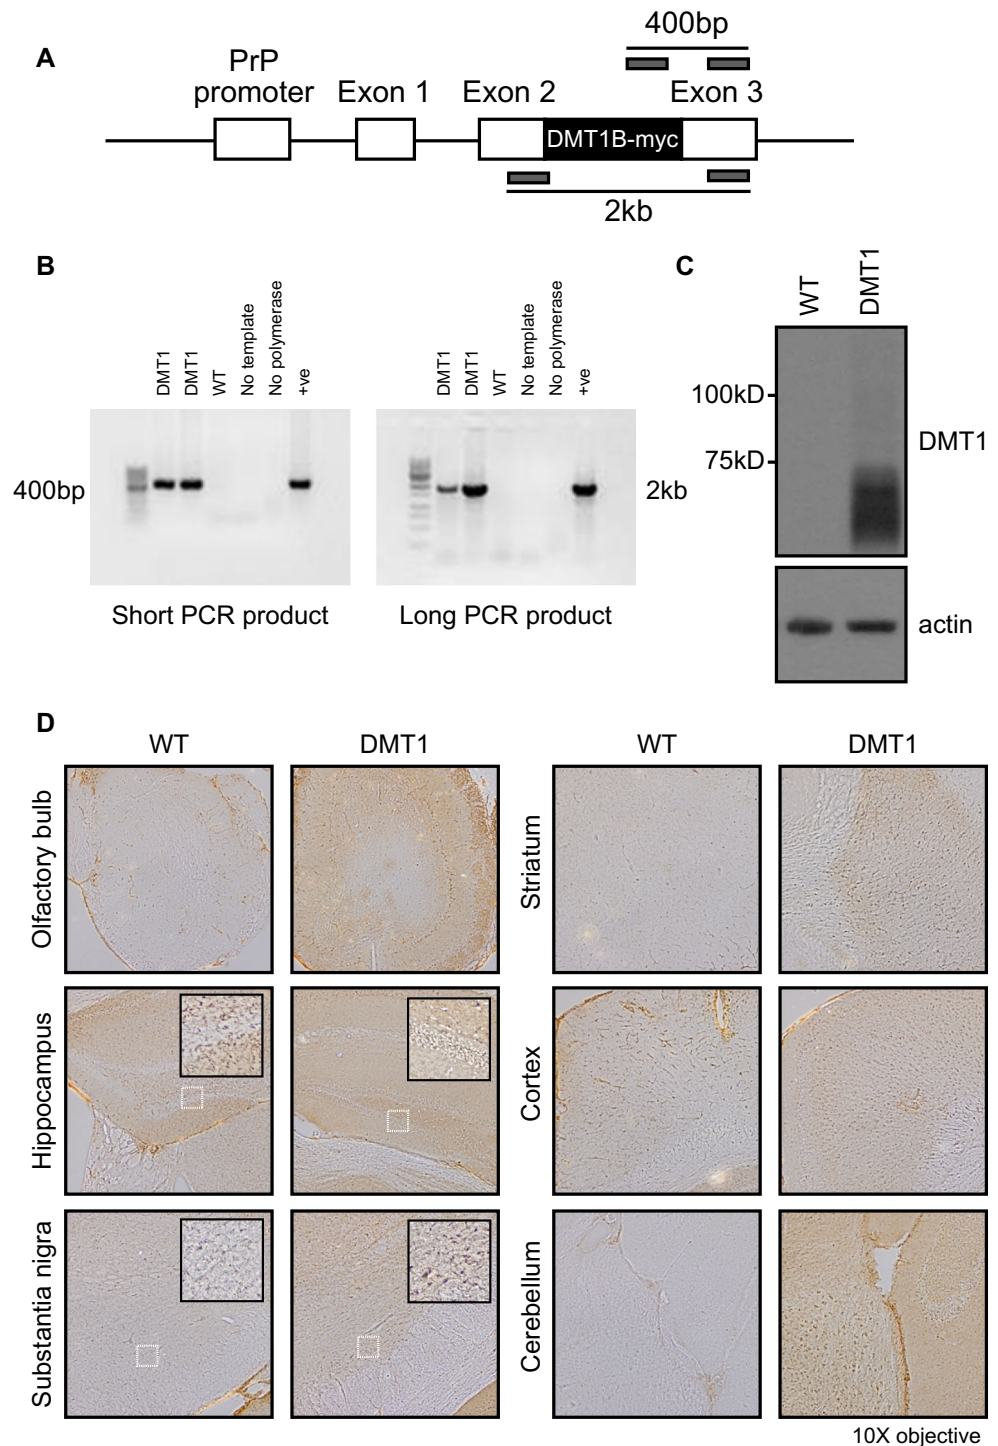 A
400bp
PrP
promoter
Exon 1
Exon 2
Exon 3
DMT1B-myc
2kb
B
DMT1
DMT1
WT
No template
No polymerase
+ve
DMT1
DMT1
WT
No template
No polymerase
+ve
400bp
2kb
Short PCR product
Long PCR product
C
WT
DMT1
100kD
75kD
DMT1
actin
D
WT
DMT1
WT
DMT1
Olfactory bulb
Striatum
Hippocampus
Cortex
Substantia nigra
Cerebellum
10X objective